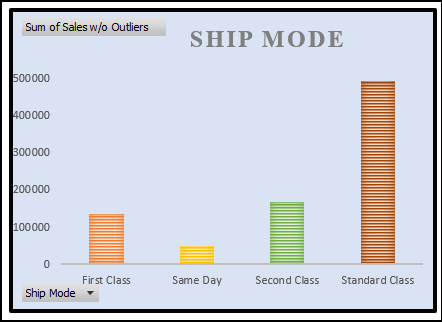 Sum of Sales w/o Outliers
SHIP MODE
500000
400000
300000
200000
100000
0
First Class Same Day Second Class Standard Class
Ship Mode